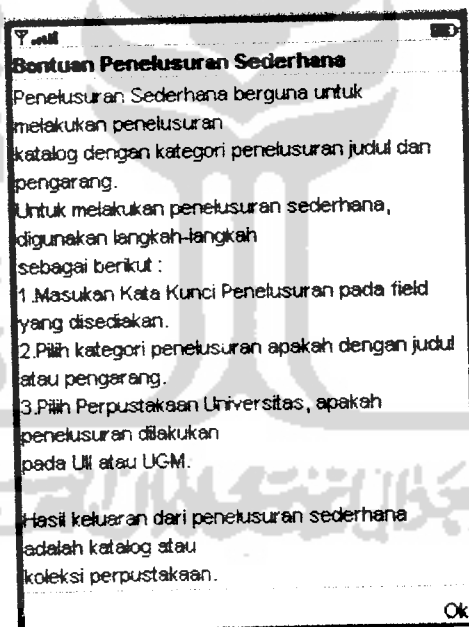 Bantuan Penelusuran Sederhana
Penelusuran Sederhana berguna untuk
melakukan penelusuran
katalog dengan kategori penelusuran judul dan
pengarang.
Untuk melakukan penelusuran sederhana,
digunakan langkah-langkah
sebagai berikut :
1.Masukan Kata Kunci Penelusuran pada field
yang disediakan.
2.Pilih kategori penelusuran apakah dengan judul
atau pengarang.
3.Pilih Perpustakaan Universitas, apakah
penelusuran dilakukan
pada UII atau UGM.
Hasil keluaran dari penelusuran sederhana
adalah katalog atau
koleksi perpustakaan.
Ok